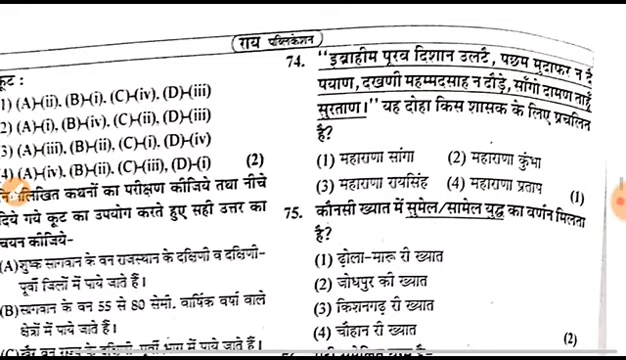 राय पब्लिकेशन
कूट :
1) (A)-(ii), (B)-(i), (C)-(iv), (D)-(iii)
2) (A)-(i), (B)-(iv), (C)-(ii), (D)-(iii)
3) (A)-(iii), (B)-(ii), (C)-(i), (D)-(iv)
4) (A)-(iv), (B)-(ii), (C)-(iii), (D)-(i) (2)
लिखित कथनों का परीक्षण कीजिये तथा नीचे
दिये गये कूट का उपयोग करते हुए सही उत्तर का
चयन कीजिये-
(A) शुष्क सागवान के वन राजस्थान के दक्षिणी व दक्षिणी-
पूर्वी जिलों में पाये जाते हैं।
(B) सागवान के वन 55 से 80 सेमी. वार्षिक वर्षा वाले
क्षेत्रों में पाये जाते हैं।
(C) वन के दक्षिणी-पूर्वी भाग में पाये जाते हैं।
74. "इब्राहीम पूरव दिशान उलटै, पछम मुदाफर न दै
पयाण, दखणी महम्मदसाह न दौड़े, साँगो दामण ताहूँ
सुरताण।" यह दोहा किस शासक के लिए प्रचलित
है?
(1) महाराणा सांगा (2) महाराणा कुंभा
(3) महाराणा रायसिंह (4) महाराणा प्रताप (1)
75. कौनसी ख्यात में सुमेल/सामेल युद्ध का वर्णन मिलता
है?
(1) ढ़ोला-मारू री ख्यात
(2) जोधपुर की ख्यात
(3) किशनगढ़ री ख्यात
(4) चौहान री ख्यात (2)